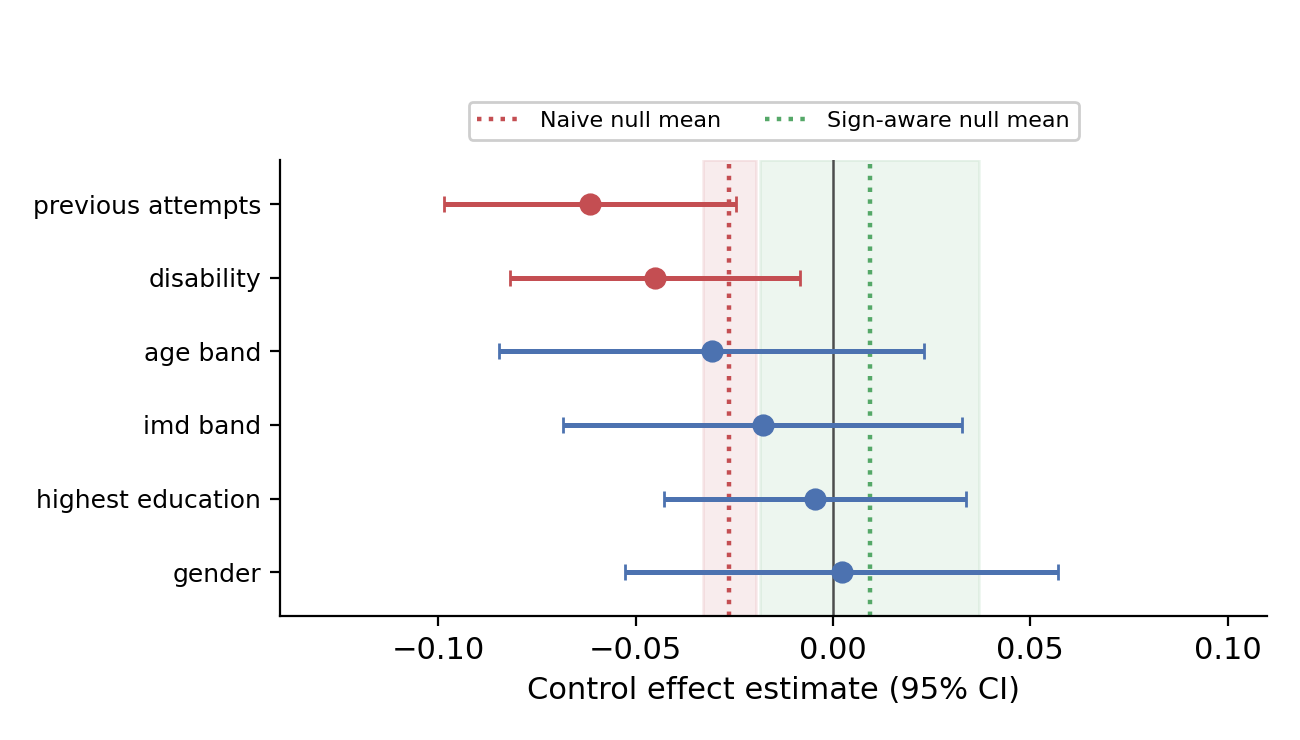 Naive null mean Sign-aware null mean
previous attempts
disability
age band
imd band
highest education
gender
−0.10 −0.05 0.00 0.05 0.10
Control effect estimate (95% CI)